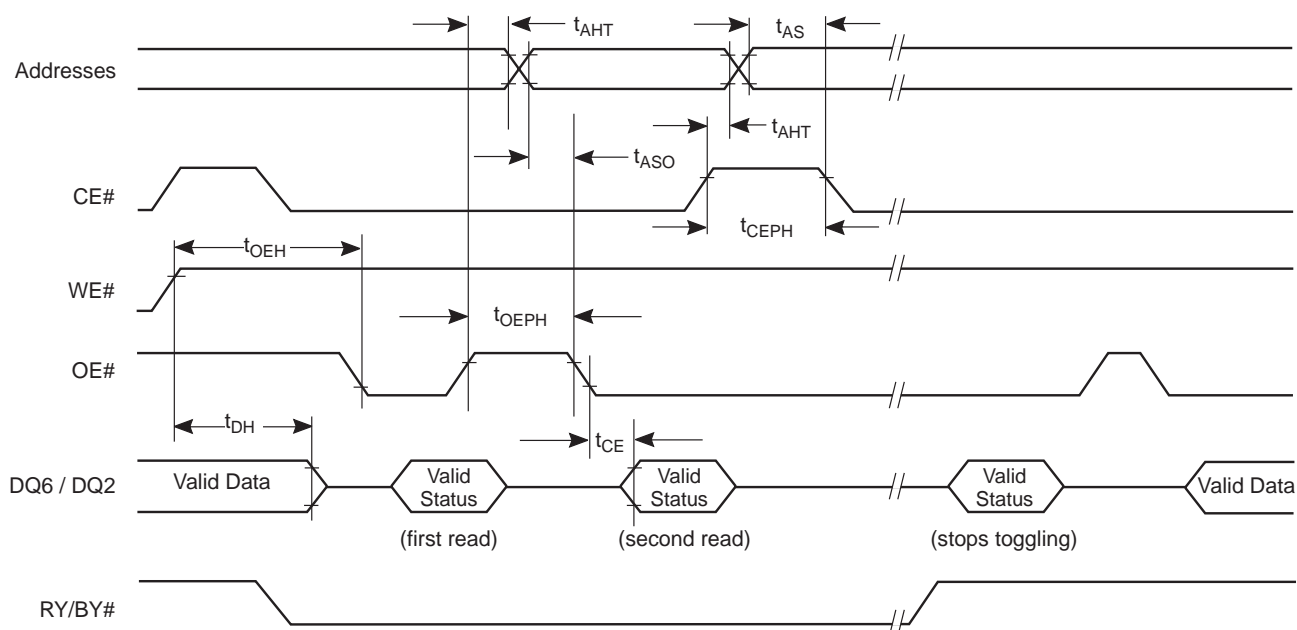 tAHT
tAS
Addresses
tAHT
tASO
CE#
tCEPH
tOEH
WE#
tOEPH
OE#
tDH
tCE
DQ6 / DQ2
Valid Data
Valid
Status
Valid
Status
Valid
Status
Valid Data
(first read)
(second read)
(stops toggling)
RY/BY#